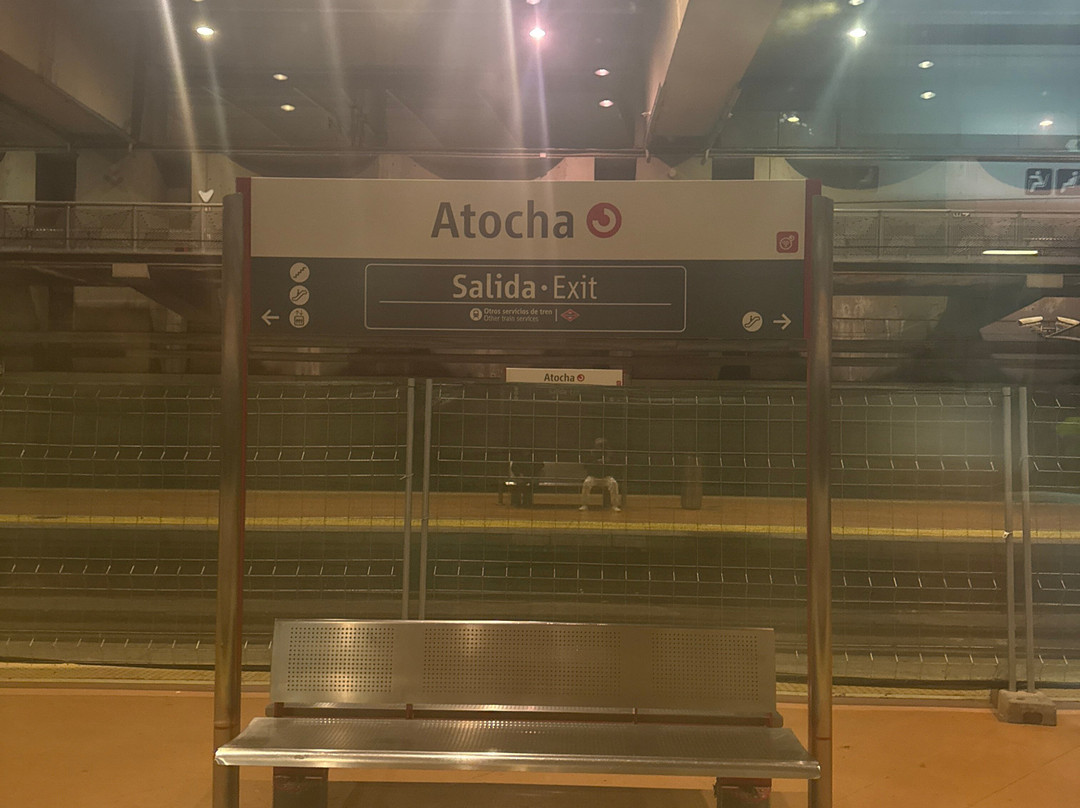 Atocha
Salida · Exit
Otros servicios de tren
Other train services
Atocha